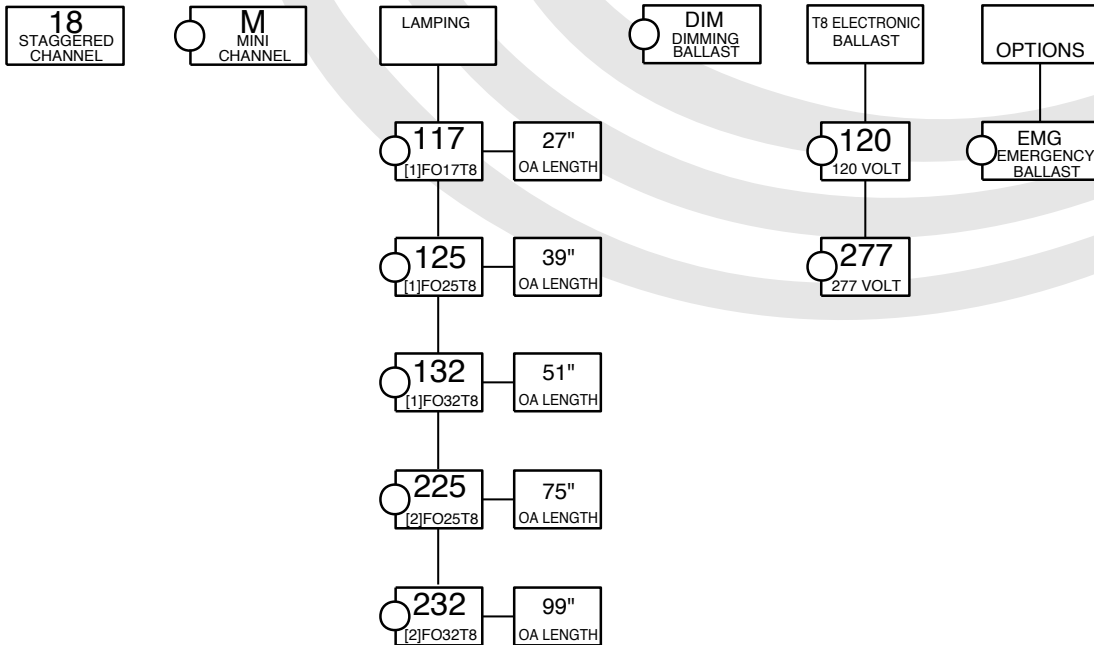 18
STAGGERED
CHANNEL
M
MINI
CHANNEL
LAMPING
DIM
DIMMING
BALLAST
T8 ELECTRONIC
BALLAST
OPTIONS
117
[1]FO17T8
27"
OA LENGTH
120
120 VOLT
EMG
EMERGENCY
BALLAST
125
[1]FO25T8
39"
OA LENGTH
277
277 VOLT
132
[1]FO32T8
51"
OA LENGTH
225
[2]FO25T8
75"
OA LENGTH
232
[2]FO32T8
99"
OA LENGTH